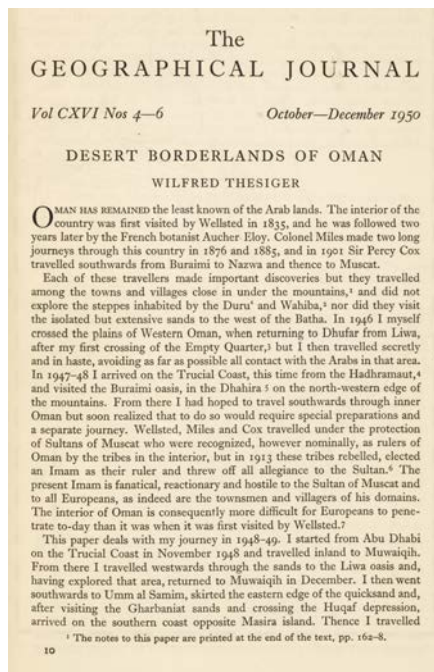 The
GEOGRAPHICAL JOURNAL
Vol CXVI Nos 4—6 October—December 1950
DESERT BORDERLANDS OF OMAN
WILFRED THESIGER
OMAN HAS REMAINED the least known of the Arab lands. The interior of the
country was first visited by Wellsted in 1835, and he was followed two
years later by the French botanist Aucher Eloy. Colonel Miles made two long
journeys through this country in 1876 and 1885, and in 1901 Sir Percy Cox
travelled southwards from Buraimi to Nazwa and thence to Muscat.
Each of these travellers made important discoveries but they travelled
among the towns and villages close in under the mountains,¹ and did not
explore the steppes inhabited by the Duru' and Wahiba,² nor did they visit
the isolated but extensive sands to the west of the Batha. In 1946 I myself
crossed the plains of Western Oman, when returning to Dhufar from Liwa,
after my first crossing of the Empty Quarter,³ but I then travelled secretly
and in haste, avoiding as far as possible all contact with the Arabs in that area.
In 1947-48 I arrived on the Trucial Coast, this time from the Hadhramaut,⁴
and visited the Buraimi oasis, in the Dhahira ⁵ on the north-western edge of
the mountains. From there I had hoped to travel southwards through inner
Oman but soon realized that to do so would require special preparations and
a separate journey. Wellsted, Miles and Cox travelled under the protection
of Sultans of Muscat who were recognized, however nominally, as rulers of
Oman by the tribes in the interior, but in 1913 these tribes rebelled, elected
an Imam as their ruler and threw off all allegiance to the Sultan.⁶ The
present Imam is fanatical, reactionary and hostile to the Sultan of Muscat and
to all Europeans, as indeed are the townsmen and villagers of his domains.
The interior of Oman is consequently more difficult for Europeans to pene-
trate to-day than it was when it was first visited by Wellsted.⁷
This paper deals with my journey in 1948-49. I started from Abu Dhabi
on the Trucial Coast in November 1948 and travelled inland to Muwaiqih.
From there I travelled westwards through the sands to the Liwa oasis and,
having explored that area, returned to Muwaiqih in December. I then went
southwards to Umm al Samim, skirted the eastern edge of the quicksand and,
after visiting the Gharbaniat sands and crossing the Huqaf depression,
arrived on the southern coast opposite Masira island. Thence I travelled
¹ The notes to this paper are printed at the end of the text, pp. 162-8.
10